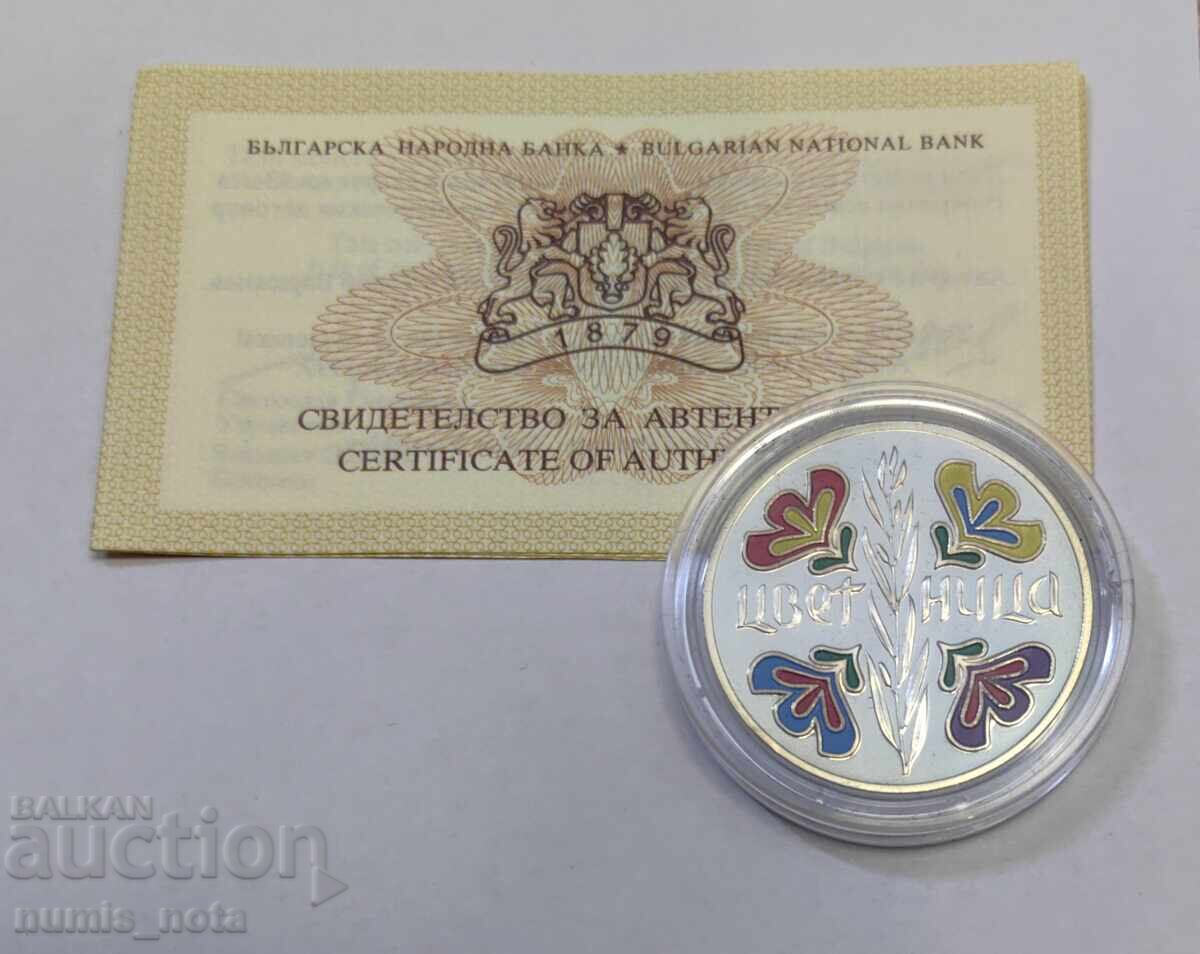 БЪЛГАРСКА НАРОДНА БАНКА ★ BULGARIAN NATIONAL BANK
1879
СВИДЕТЕЛСТВО ЗА АВТЕНТ
CERTIFICATE OF AUTH
ЦВЕТ НИЦА
BALKAN
auction
numis_nota